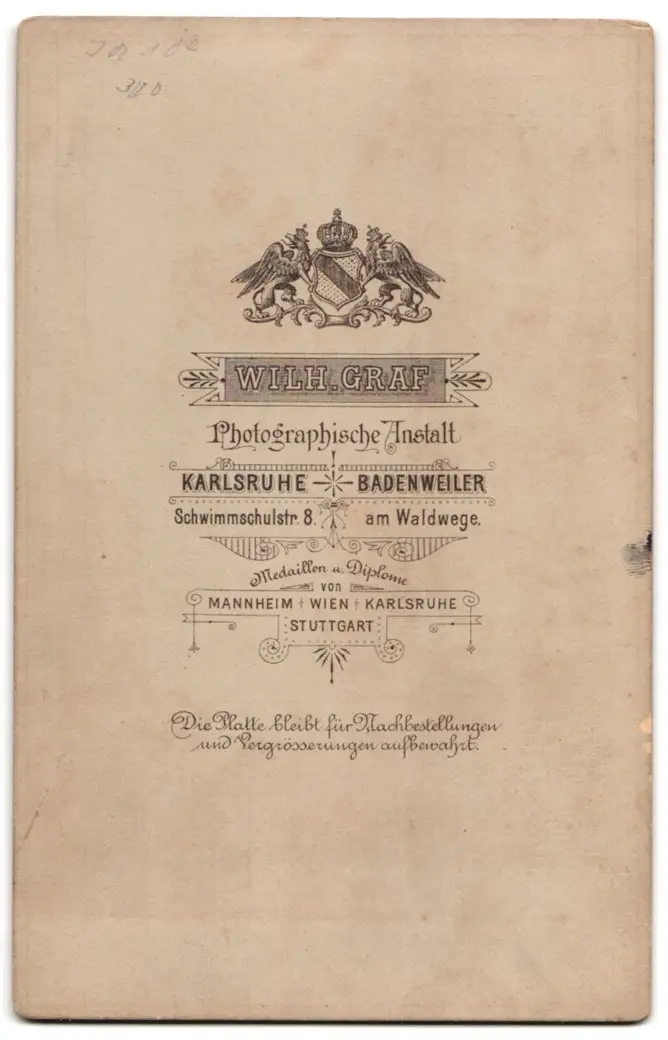 380
WILH. GRAF
Photographische Anstalt
KARLSRUHE BADENWEILER
Schwimmschulstr. 8. am Waldwege.
Medaillen u. Diplome
von
MANNHEIM WIEN KARLSRUHE
STUTTGART
Die Platte bleibt für Nachbestellungen
und Vergrösserungen aufbewahrt.